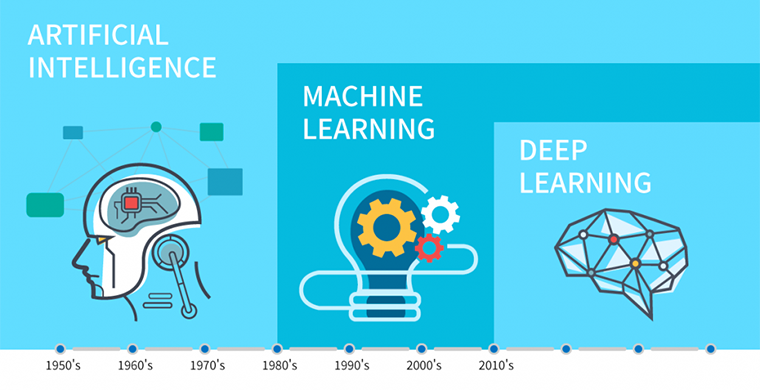 ARTIFICIAL
INTELLIGENCE
MACHINE
LEARNING
DEEP
LEARNING
1950's
1960's
1970's
1980's
1990's
2000's
2010's